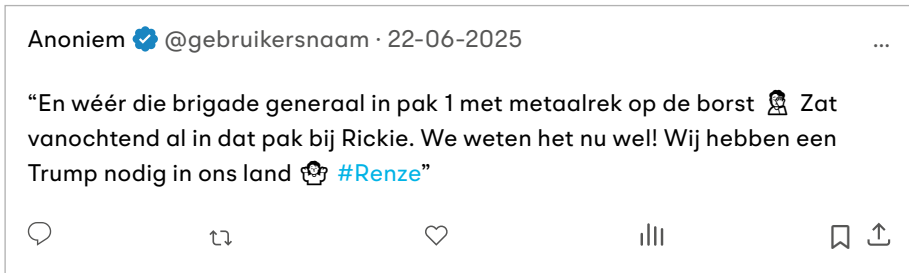 Anoniem @gebruikersnaam · 22-06-2025 ...
“En wéér die brigade generaal in pak 1 met metaalrek op de borst 🤦 Zat
vanochtend al in dat pak bij Rickie. We weten het nu wel! Wij hebben een
Trump nodig in ons land 🤷 #Renze”